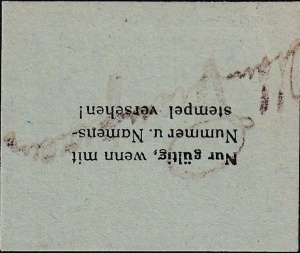 Nur gültig, wenn mit
Nummer u. Namens-
stempel versehen!